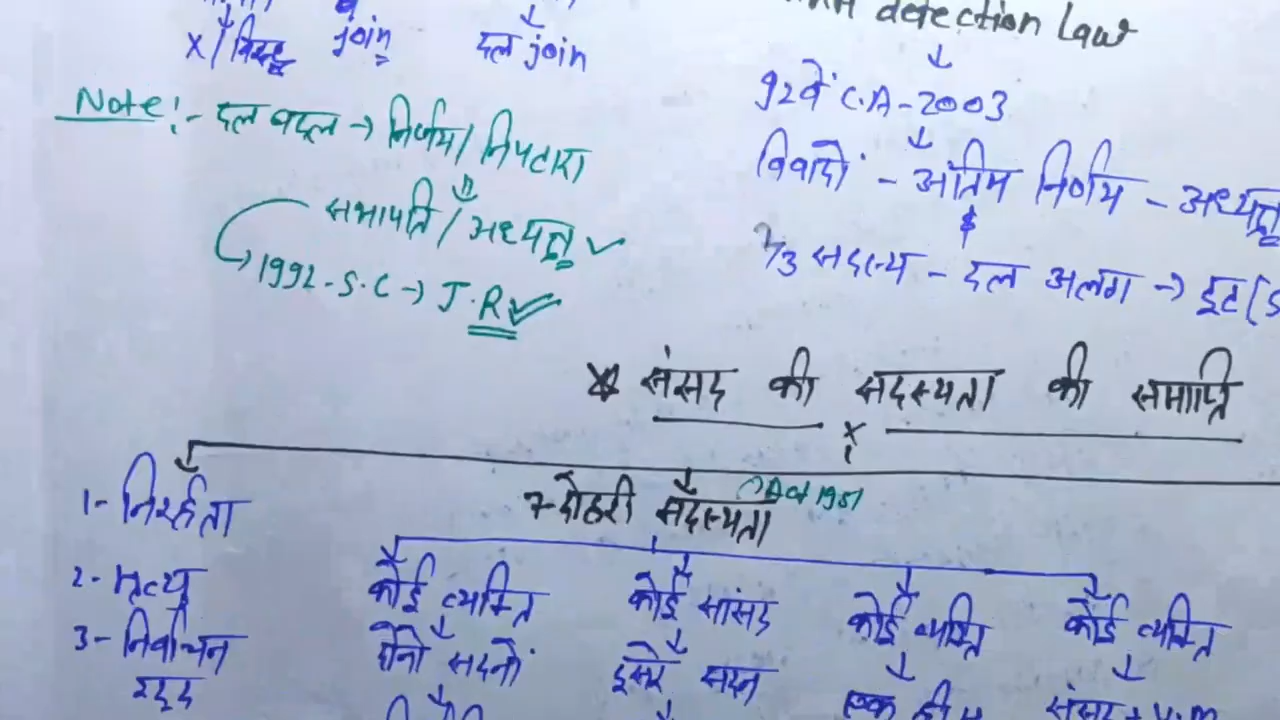 join
दल join
detection Law
92वें C.A - 2003
विवादों - अंतिम निर्णय - अध्यक्ष
2/3 सदस्य - दल अलग → छूट
Note :- दल बदल → निर्णय / निपटारा
सभापति / अध्यक्ष ✓
1992 - S.C → J.R ✓
संसद की सदस्यता की समाप्ति
1- निरर्हता
2- मृत्यु
3- निर्वाचन
रद्द
7- दोहरी सदस्यता
Act 1951
कोई व्यक्ति
दोनों सदनों
कोई सांसद
दूसरे सदन
कोई व्यक्ति
एक ही
कोई व्यक्ति
संसद